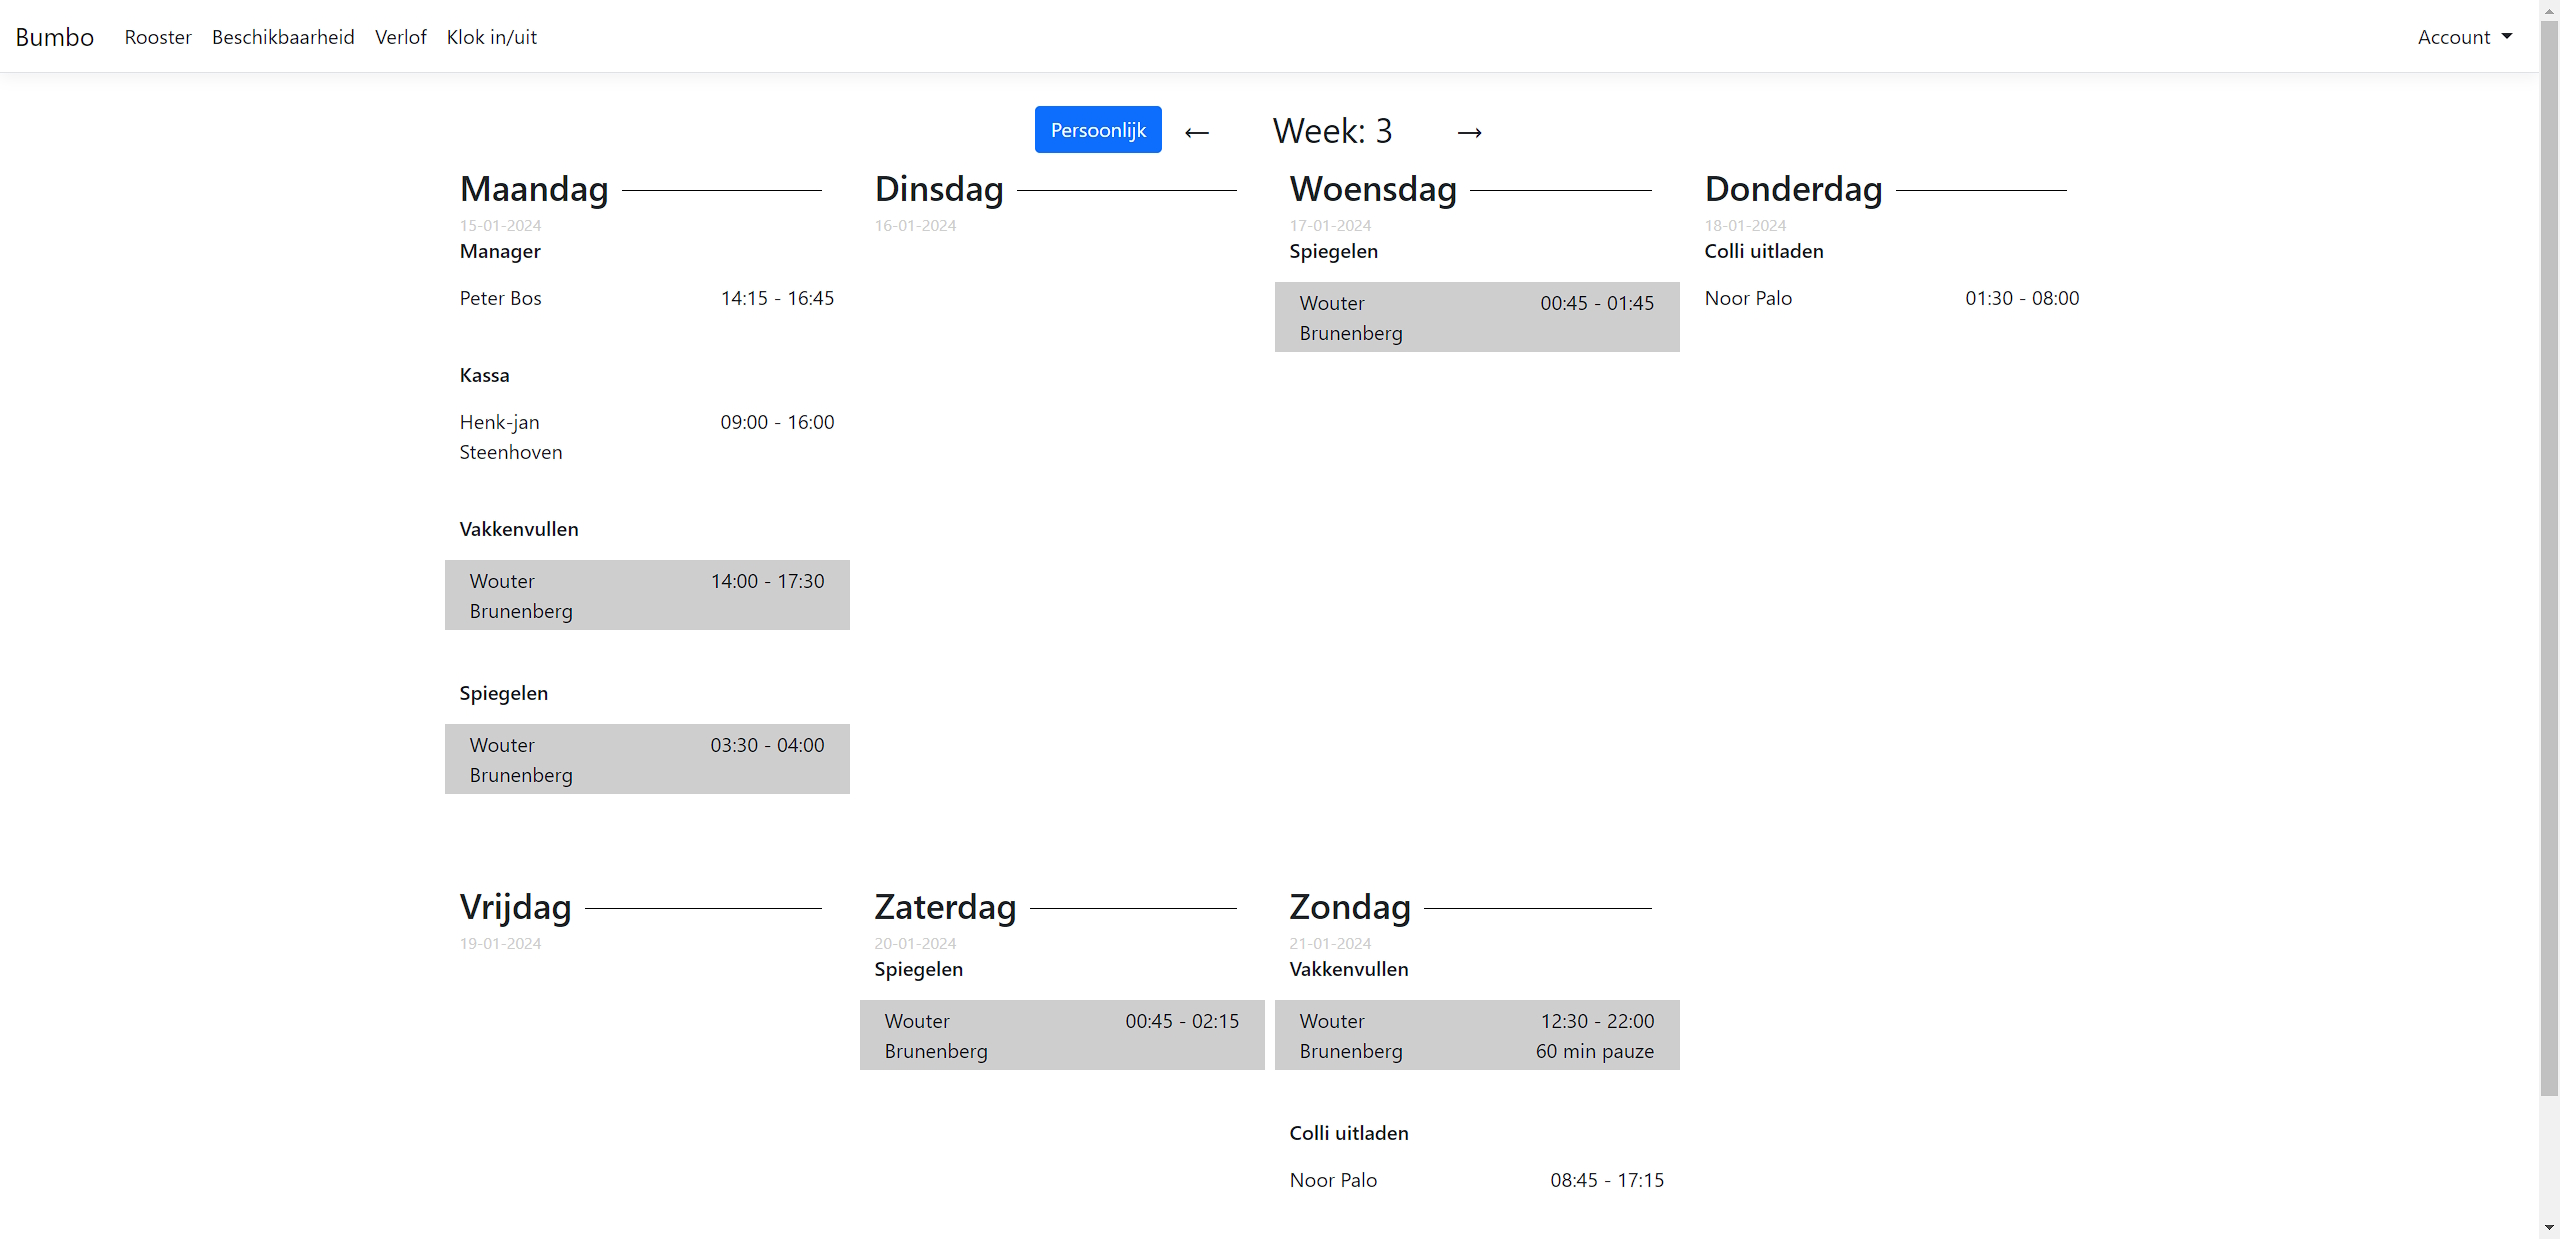 Bumbo Rooster Beschikbaarheid Verlof Klok in/uit Account
Persoonlijk ← Week: 3 →
Maandag
15-01-2024
Manager
Peter Bos 14:15 - 16:45
Kassa
Henk-jan 09:00 - 16:00
Steenhoven
Vakkenvullen
Wouter 14:00 - 17:30
Brunenberg
Spiegelen
Wouter 03:30 - 04:00
Brunenberg
Dinsdag
16-01-2024
Woensdag
17-01-2024
Spiegelen
Wouter 00:45 - 01:45
Brunenberg
Donderdag
18-01-2024
Colli uitladen
Noor Palo 01:30 - 08:00
Vrijdag
19-01-2024
Zaterdag
20-01-2024
Spiegelen
Wouter 00:45 - 02:15
Brunenberg
Zondag
21-01-2024
Vakkenvullen
Wouter 12:30 - 22:00
Brunenberg 60 min pauze
Colli uitladen
Noor Palo 08:45 - 17:15